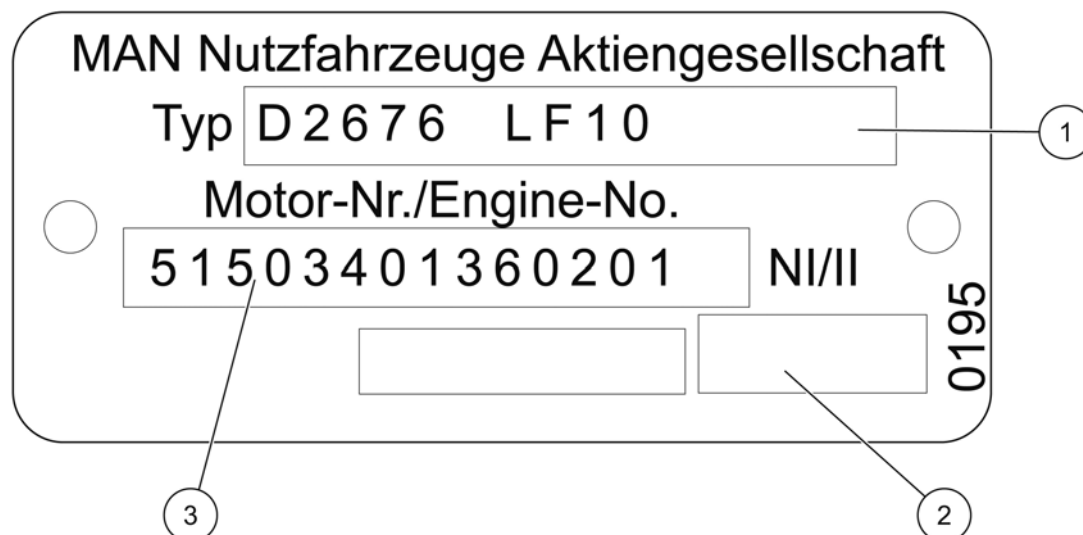 MAN Nutzfahrzeuge Aktiengesellschaft
Typ D2676 LF10
1
Motor-Nr./Engine-No.
51503401360201 NI/II
0195
3
2